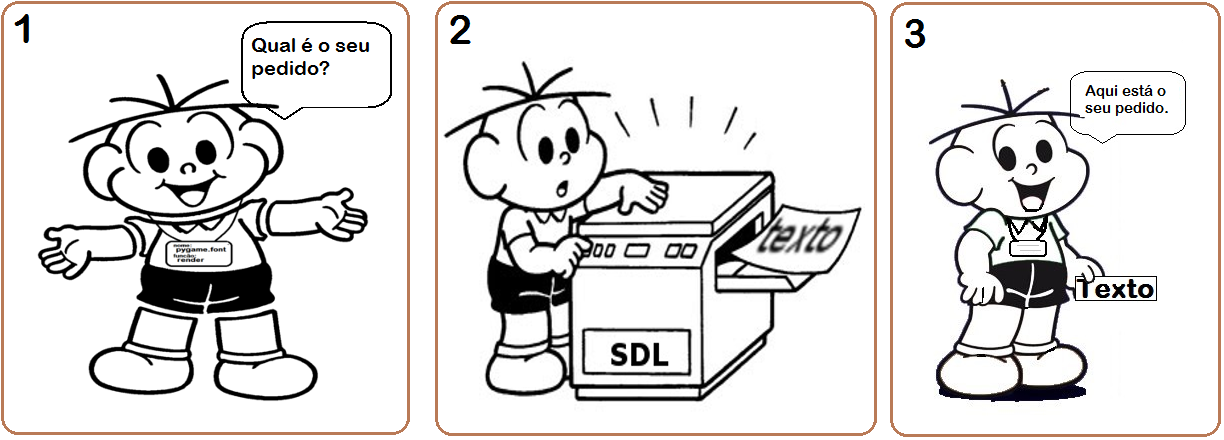 1
Qual é o seu
pedido?
nome:
pygame.font
função:
render
2
texto
SDL
3
Aqui está o
seu pedido.
Texto